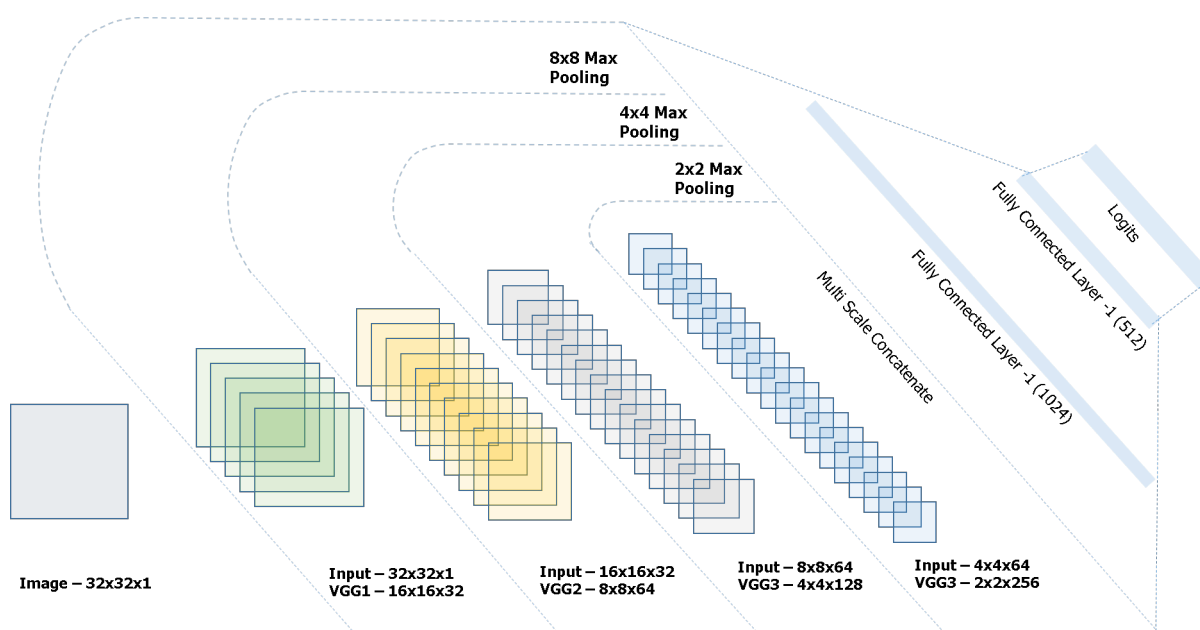 8x8 Max
Pooling
4x4 Max
Pooling
2x2 Max
Pooling
Logits
Fully Connected Layer -1 (512)
Fully Connected Layer -1 (1024)
Multi Scale Concatenate
Image – 32x32x1
Input – 32x32x1
VGG1 – 16x16x32
Input – 16x16x32
VGG2 – 8x8x64
Input – 8x8x64
VGG3 – 4x4x128
Input – 4x4x64
VGG3 – 2x2x256